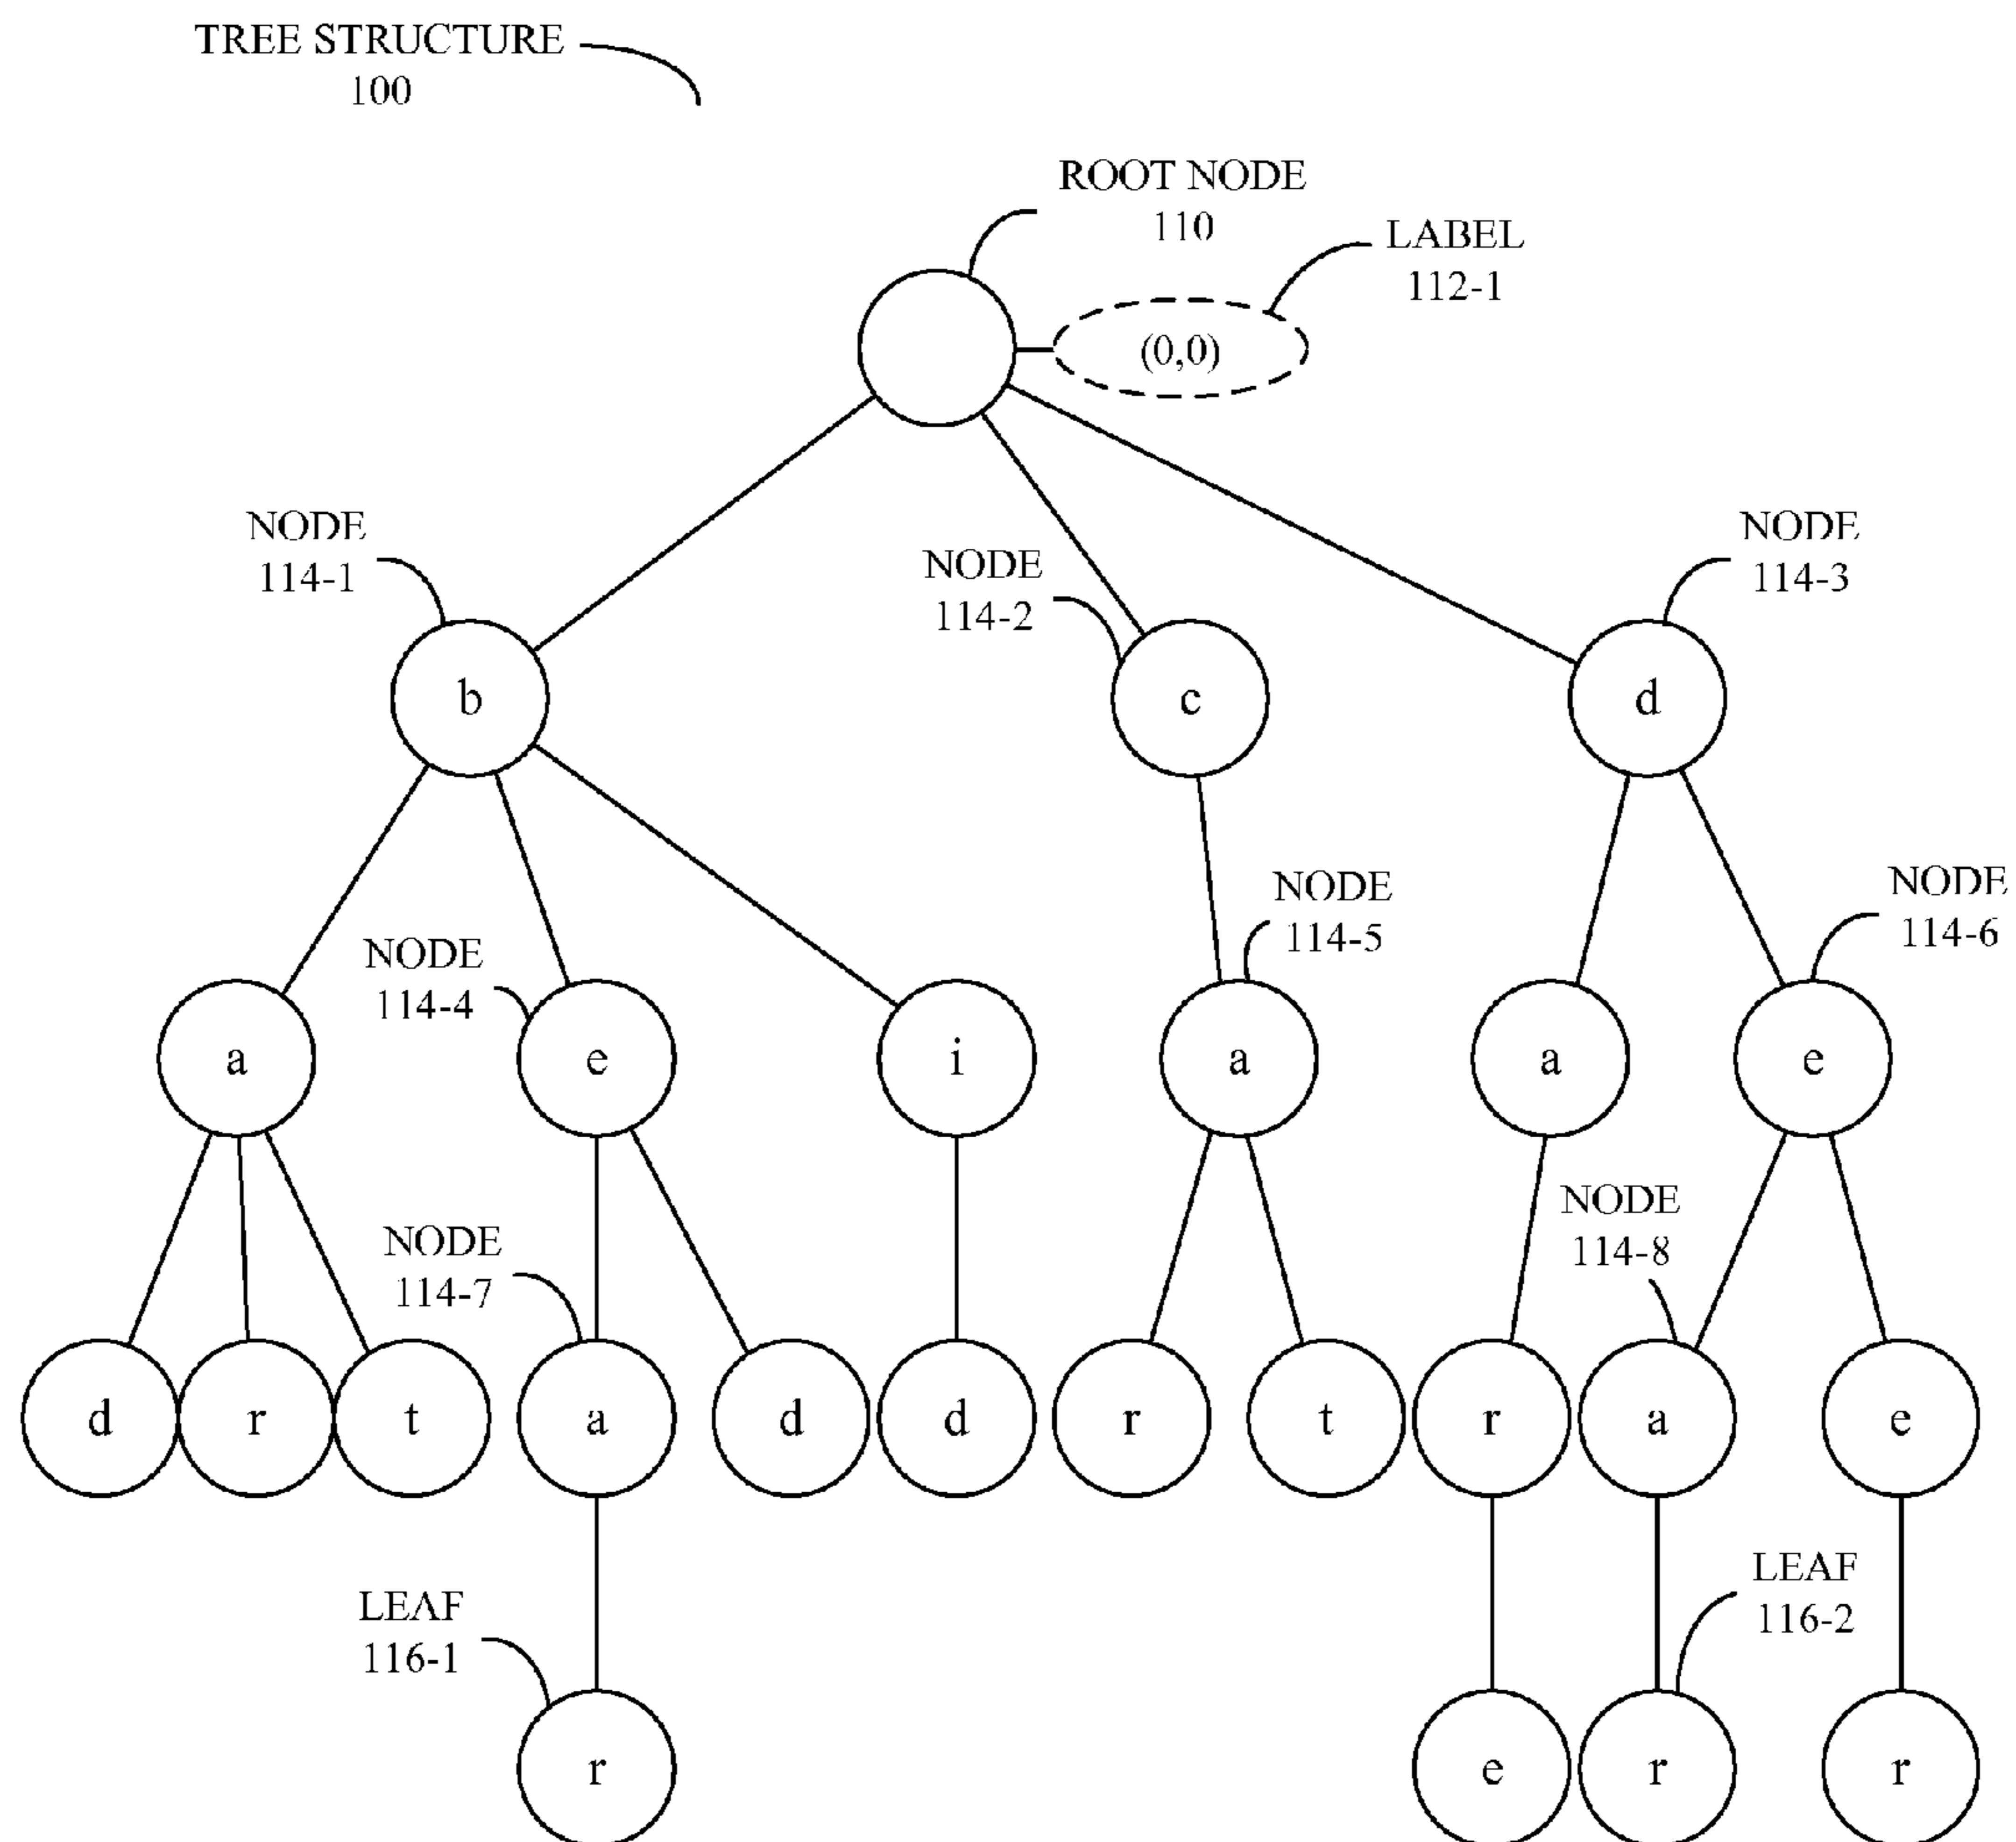 TREE STRUCTURE
100
ROOT NODE
110
LABEL
112-1
(0,0)
NODE
114-1
NODE
114-2
NODE
114-3
b
c
d
NODE
114-4
NODE
114-5
NODE
114-6
a
e
i
a
a
e
NODE
114-7
NODE
114-8
d
r
t
a
d
d
r
t
r
a
e
LEAF
116-1
LEAF
116-2
r
e
r
r